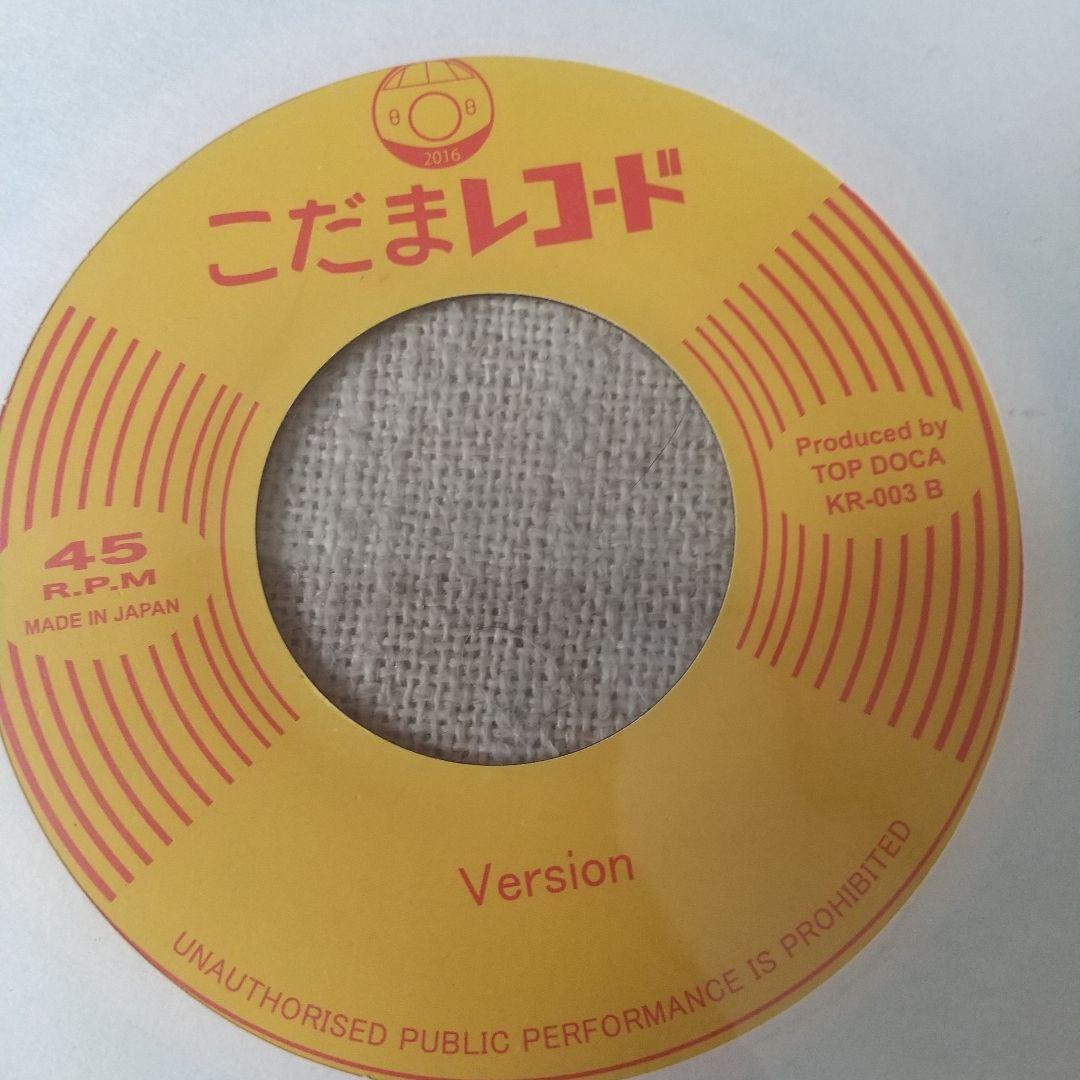 2016
こだまレコード
Produced by
TOP DOCA
KR-003 B
45
R.P.M
MADE IN JAPAN
Version
UNAUTHORISED PUBLIC PERFORMANCE IS PROHIBITED